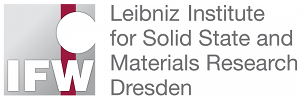 IFW
Leibniz Institute
for Solid State and
Materials Research
Dresden